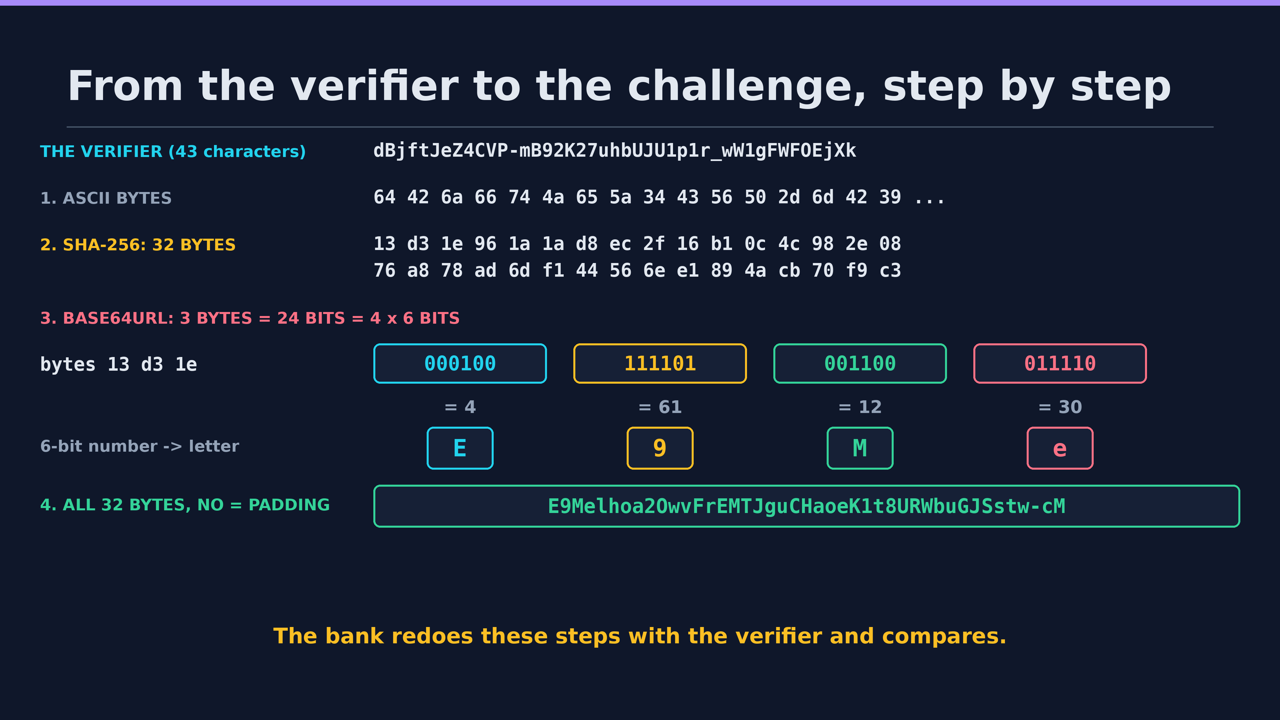 From the verifier to the challenge, step by step
THE VERIFIER (43 characters) dBjftJeZ4CVP-mB92K27uhbUJU1p1r_wW1gFWFOEjXk
1. ASCII BYTES 64 42 6a 66 74 4a 65 5a 34 43 56 50 2d 6d 42 39 ...
2. SHA-256: 32 BYTES 13 d3 1e 96 1a 1a d8 ec 2f 16 b1 0c 4c 98 2e 08
76 a8 78 ad 6d f1 44 56 6e e1 89 4a cb 70 f9 c3
3. BASE64URL: 3 BYTES = 24 BITS = 4 x 6 BITS
bytes 13 d3 1e 000100 111101 001100 011110
= 4 = 61 = 12 = 30
6-bit number -> letter E 9 M e
4. ALL 32 BYTES, NO = PADDING E9Melhoa2OwvFrEMTJguCHaoeK1t8URWbuGJSstw-cM
The bank redoes these steps with the verifier and compares.